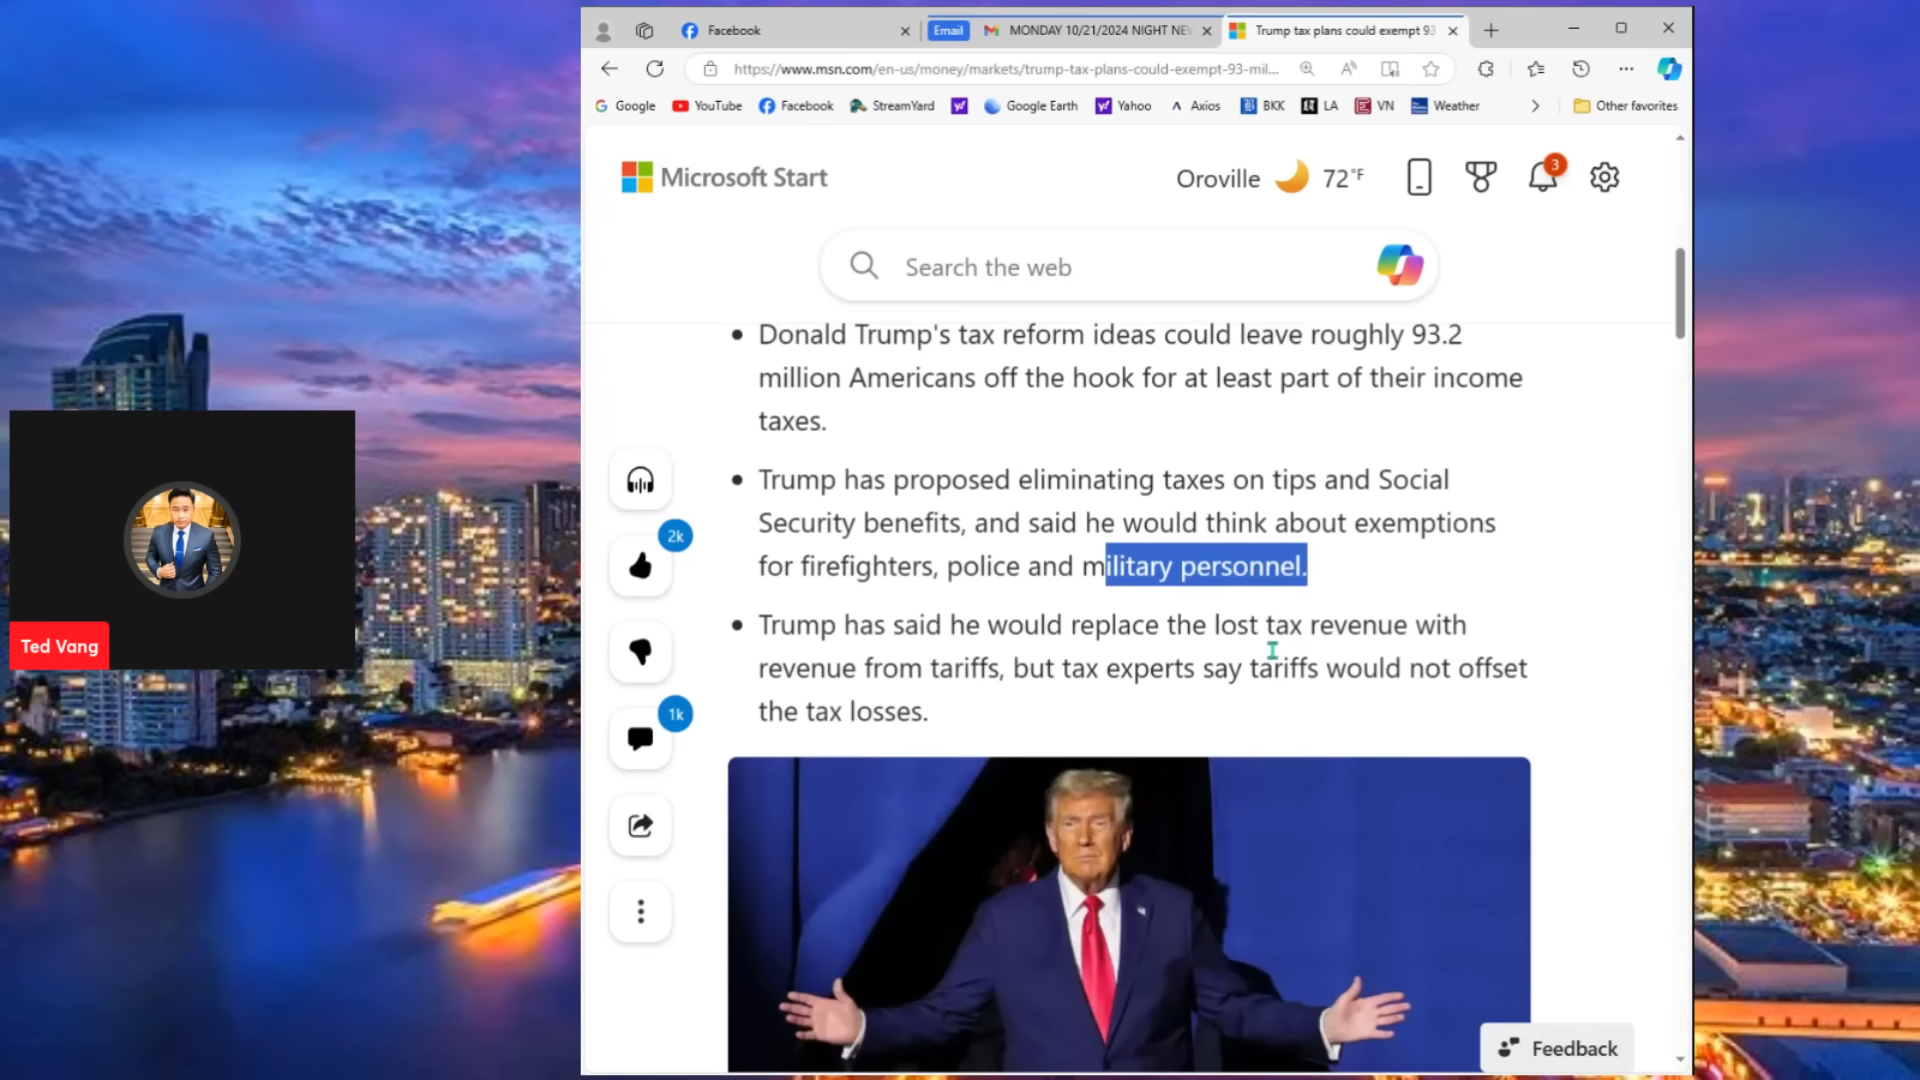 Facebook
Email
MONDAY 10/21/2024 NIGHT NE
Trump tax plans could exempt 93
https://www.msn.com/en-us/money/markets/trump-tax-plans-could-exempt-93-mil...
Google
YouTube
Facebook
StreamYard
Google Earth
Yahoo
Axios
BKK
LA
VN
Weather
Other favorites
Microsoft Start
Oroville
72°F
3
Search the web
Donald Trump's tax reform ideas could leave roughly 93.2
million Americans off the hook for at least part of their income
taxes.
Trump has proposed eliminating taxes on tips and Social
Security benefits, and said he would think about exemptions
for firefighters, police and military personnel.
Trump has said he would replace the lost tax revenue with
revenue from tariffs, but tax experts say tariffs would not offset
the tax losses.
2k
1k
Ted Vang
Feedback